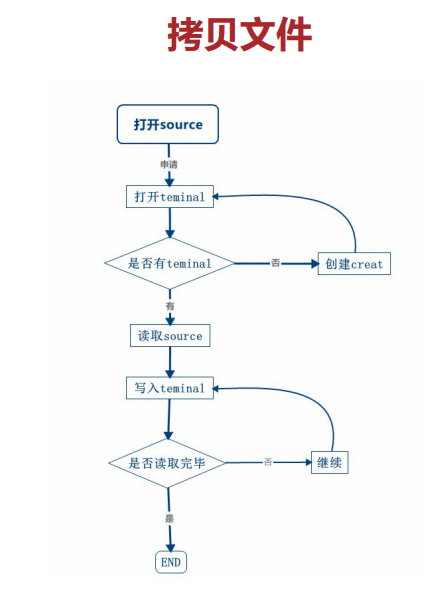 拷贝文件
打开source
申请
打开teminal
是否有teminal
否
创建creat
有
读取source
写入teminal
是否读取完毕
否
继续
是
END